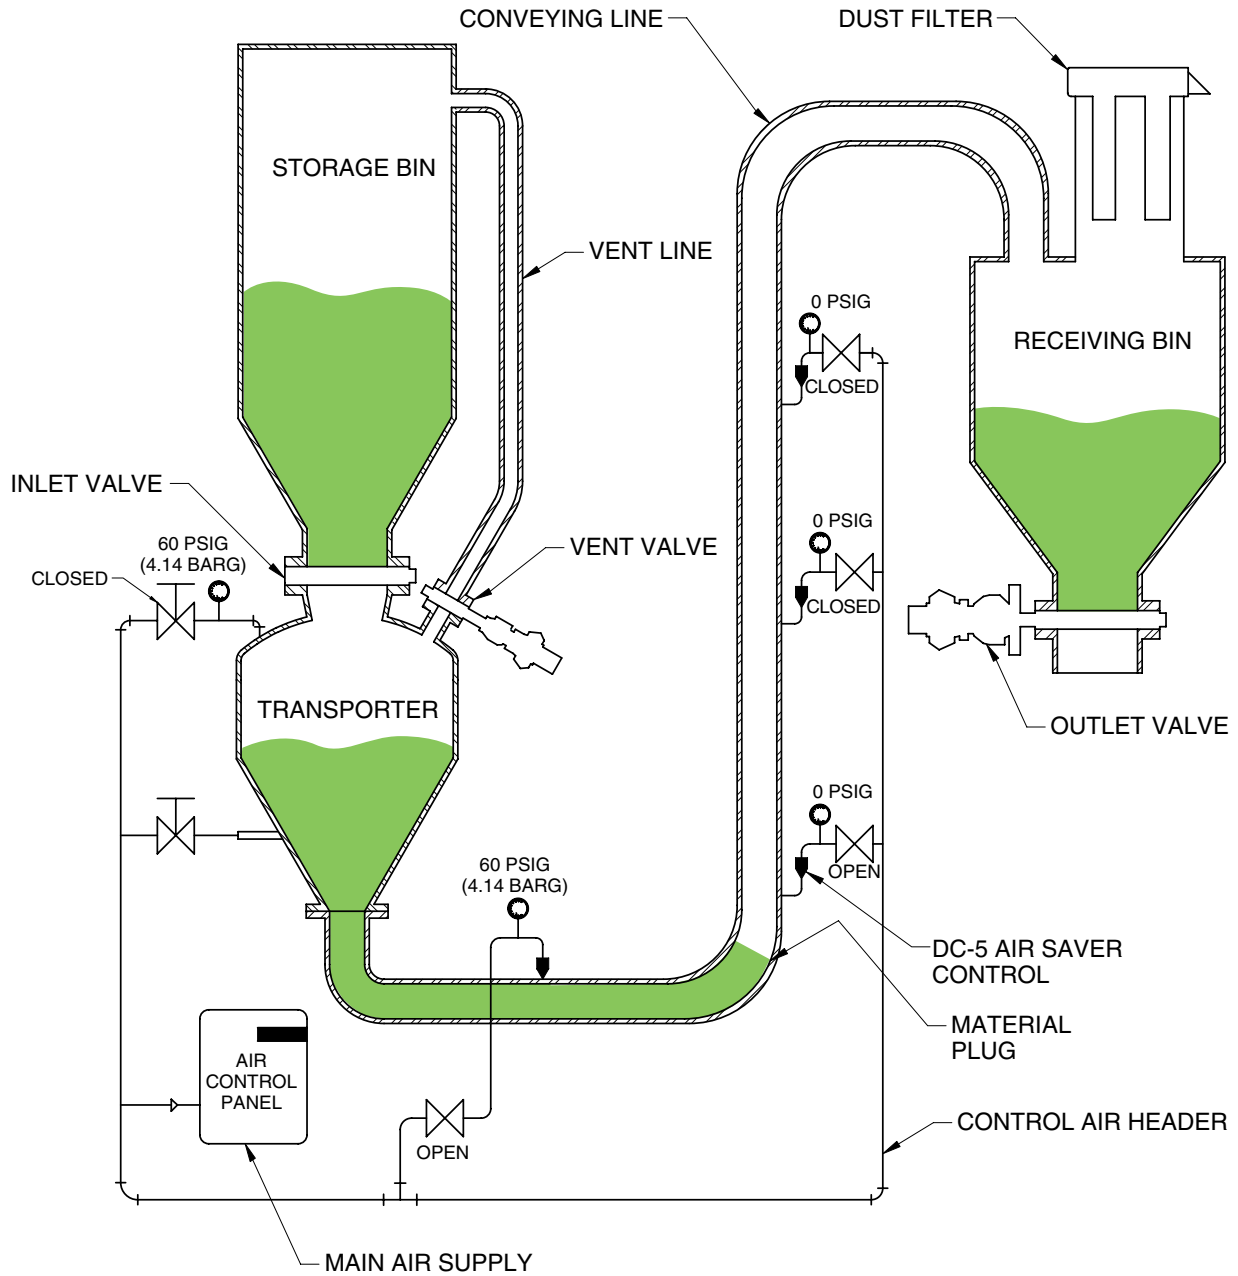 CONVEYING LINE
DUST FILTER
STORAGE BIN
VENT LINE
0 PSIG
CLOSED
RECEIVING BIN
INLET VALVE
60 PSIG
(4.14 BARG)
CLOSED
VENT VALVE
0 PSIG
CLOSED
TRANSPORTER
OUTLET VALVE
0 PSIG
OPEN
60 PSIG
(4.14 BARG)
DC-5 AIR SAVER
CONTROL
MATERIAL
PLUG
AIR
CONTROL
PANEL
OPEN
CONTROL AIR HEADER
MAIN AIR SUPPLY